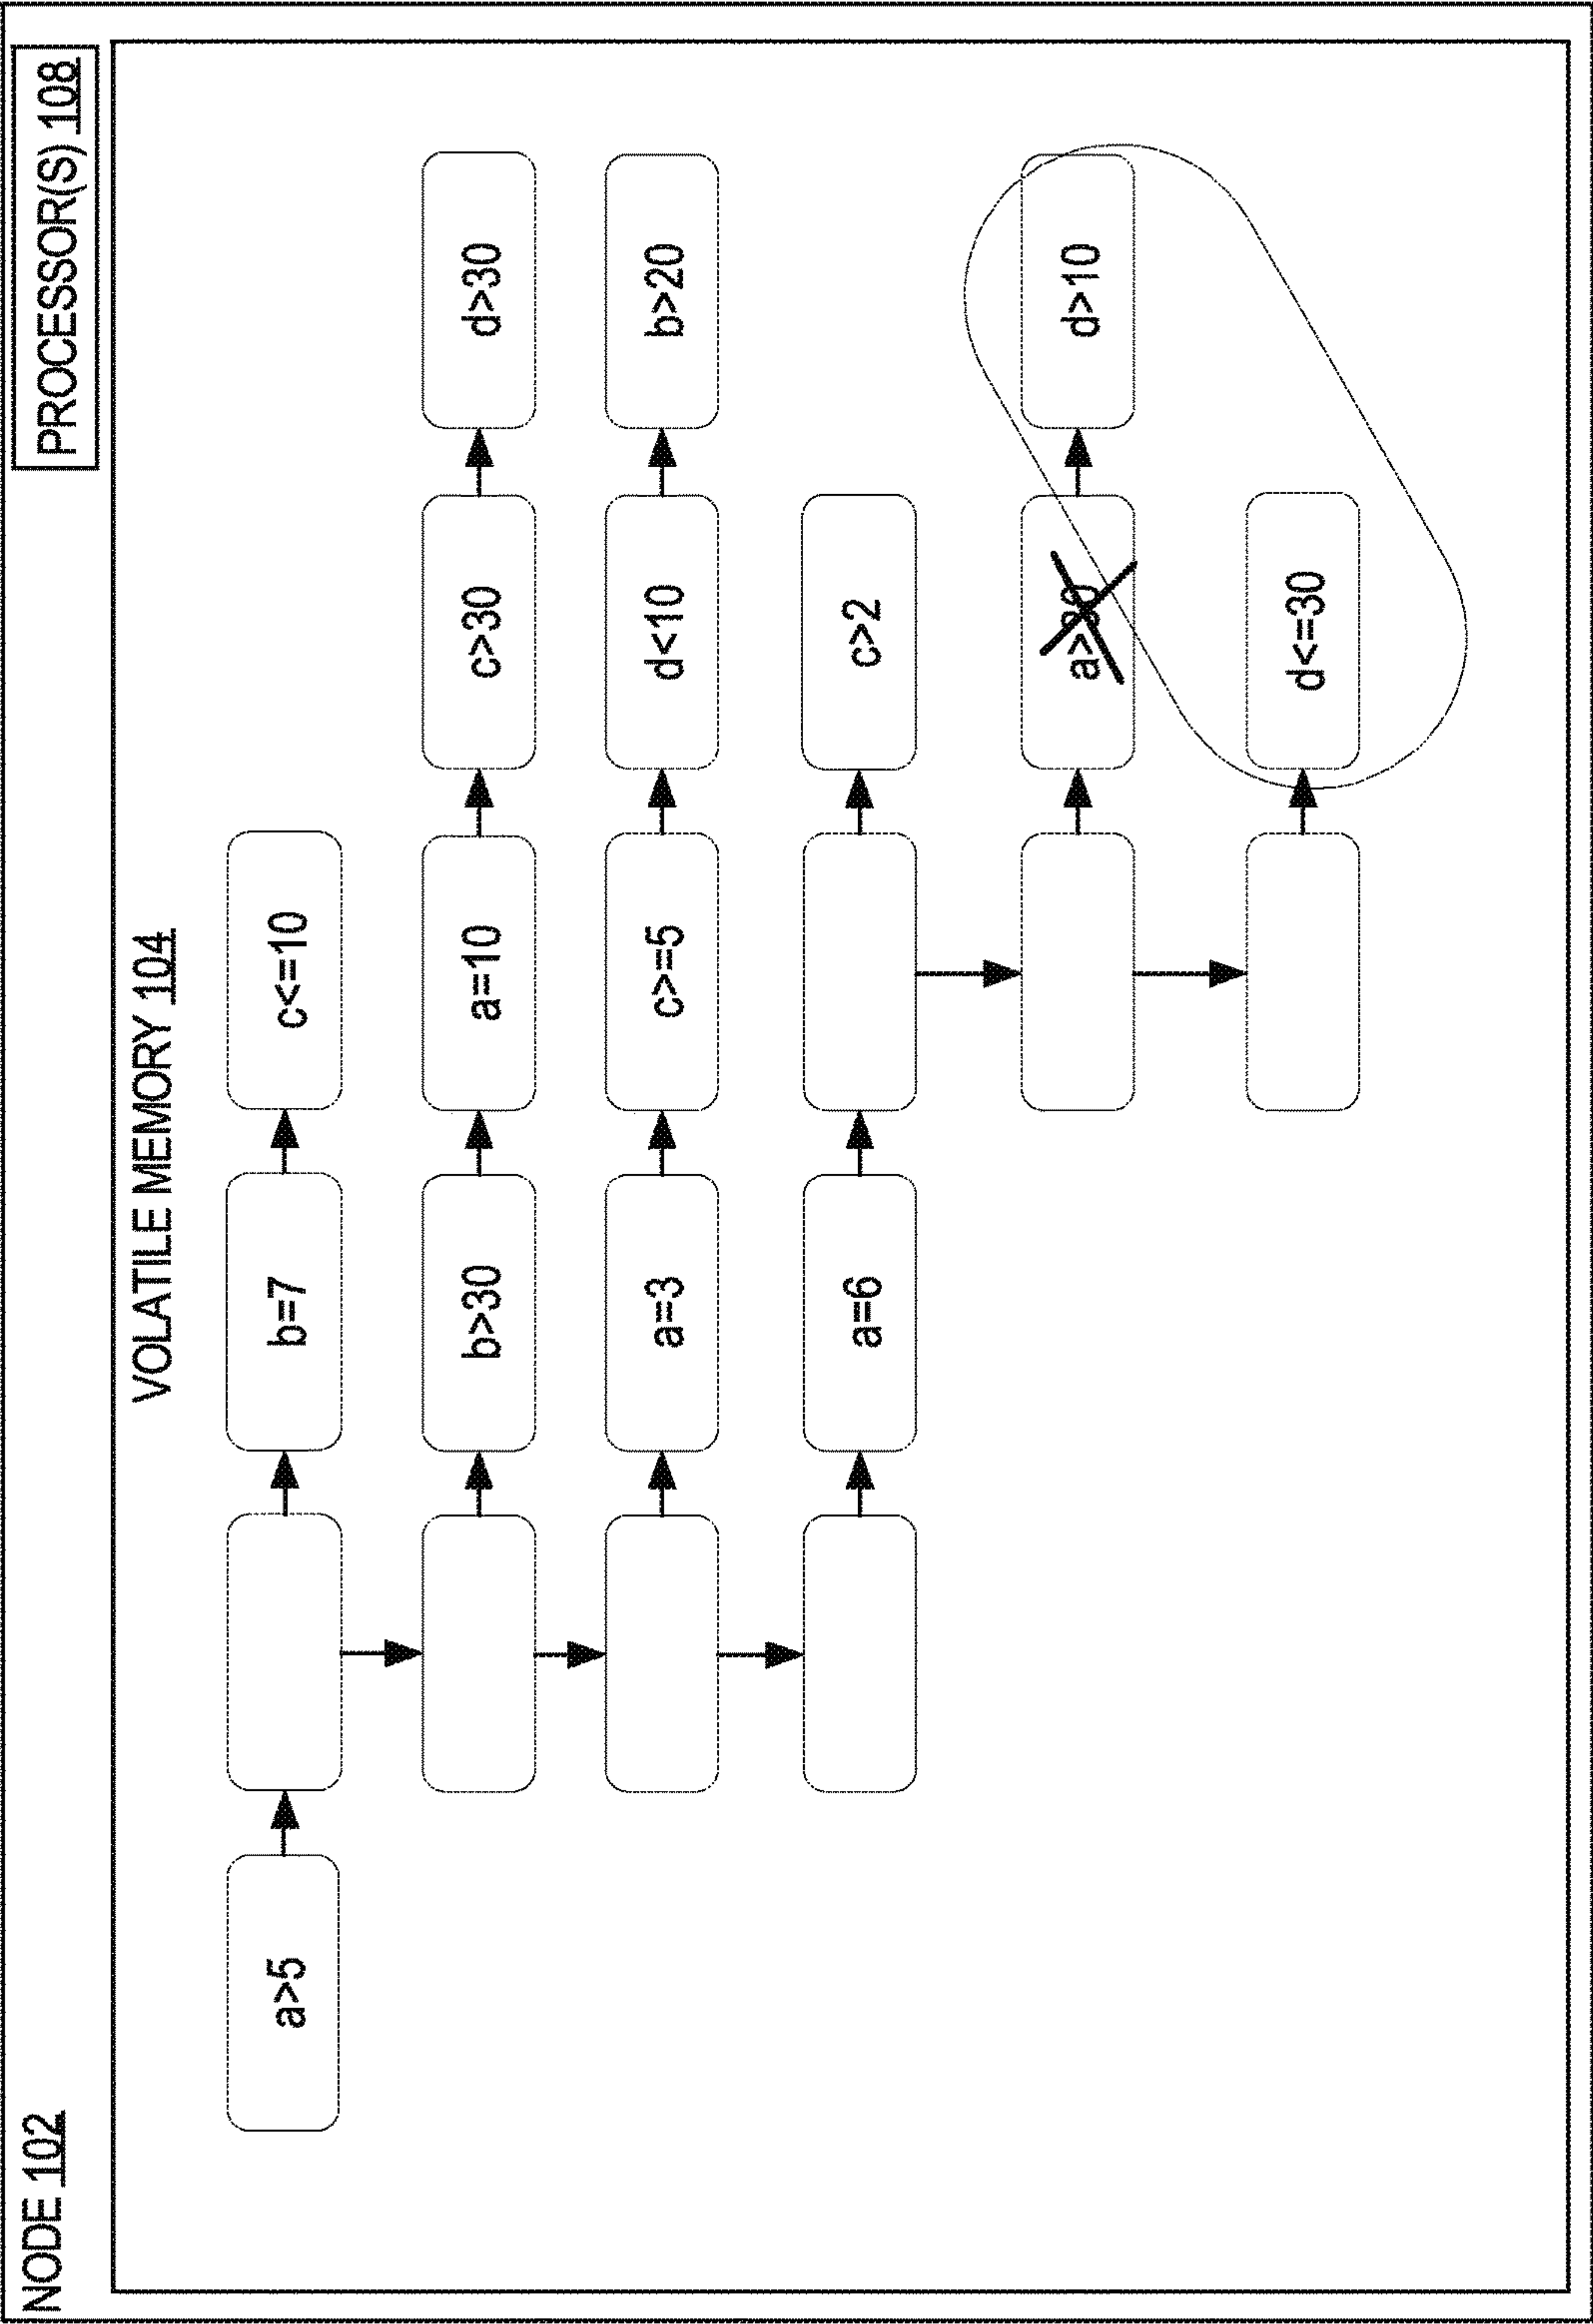 NODE 102
PROCESSOR(S) 108
VOLATILE MEMORY 104
a>5
b=7
c<=10
b>30
a=10
c>30
d>30
a=3
c>=5
d<10
b>20
a=6
c>2
d>10
d<=30